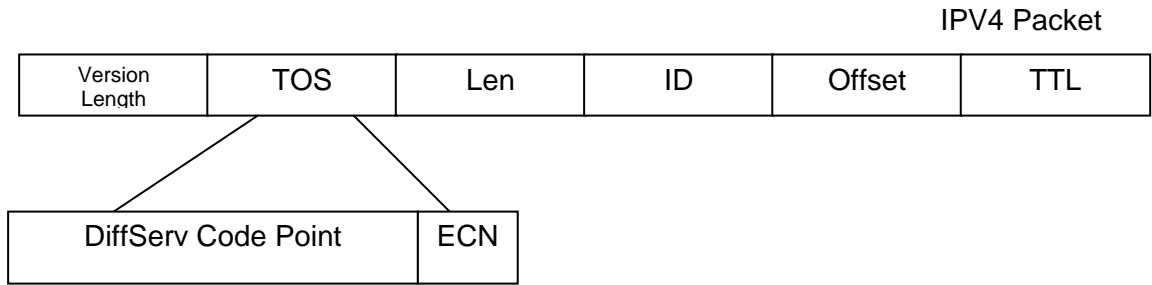 IPV4 Packet
Version
Length
TOS
Len
ID
Offset
TTL
DiffServ Code Point
ECN